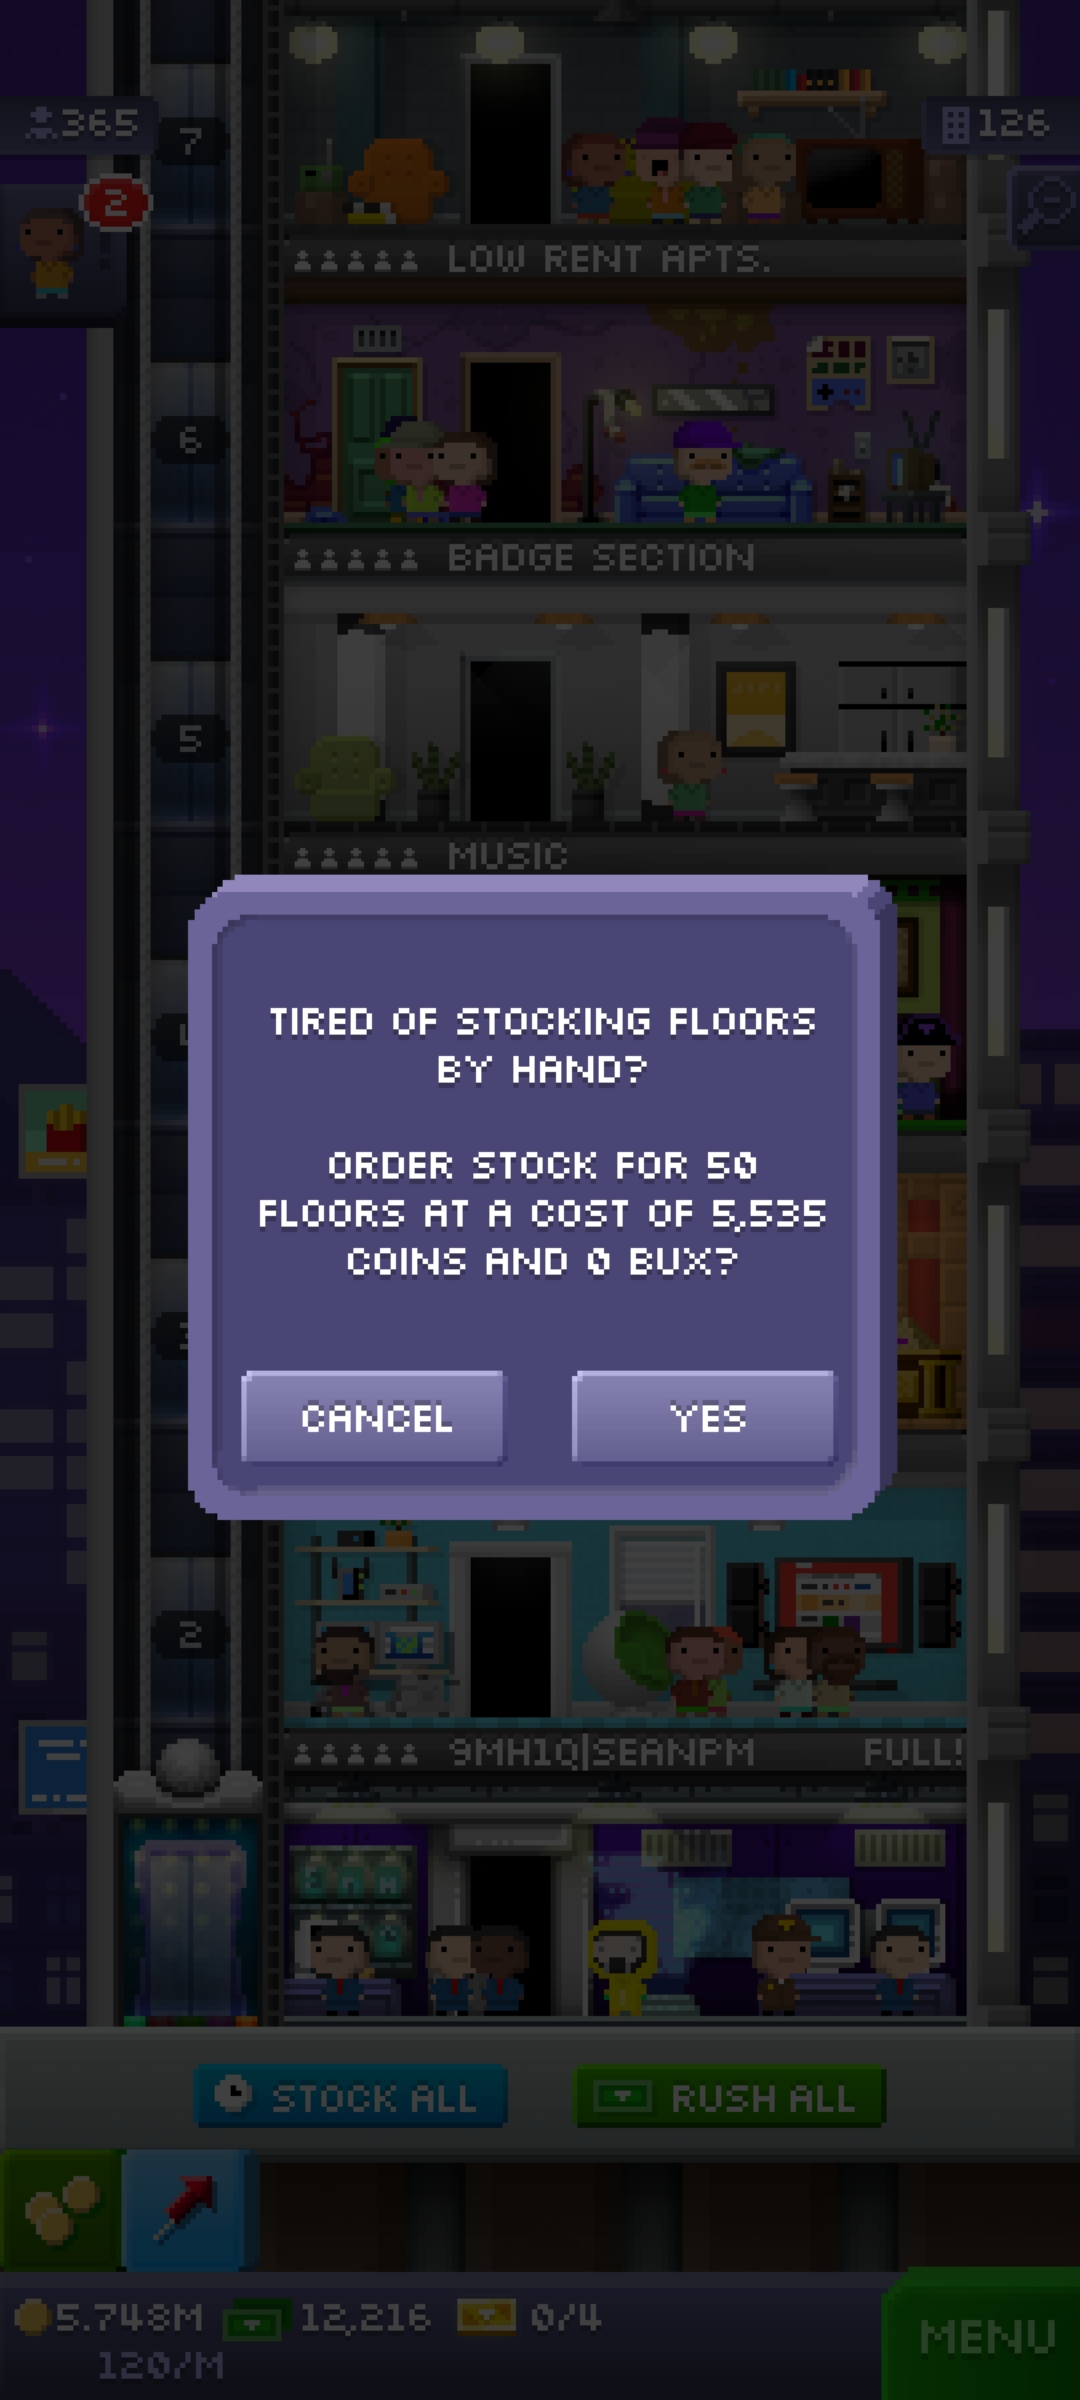 365
126
2
7
LOW RENT APTS.
6
BADGE SECTION
5
MUSIC
TIRED OF STOCKING FLOORS
BY HAND?
ORDER STOCK FOR 50
FLOORS AT A COST OF 5,535
COINS AND 0 BUX?
CANCEL
YES
2
9MH1Q|SEANPM
FULL!
STOCK ALL
RUSH ALL
5.748M
12,216
0/4
120/M
MENU